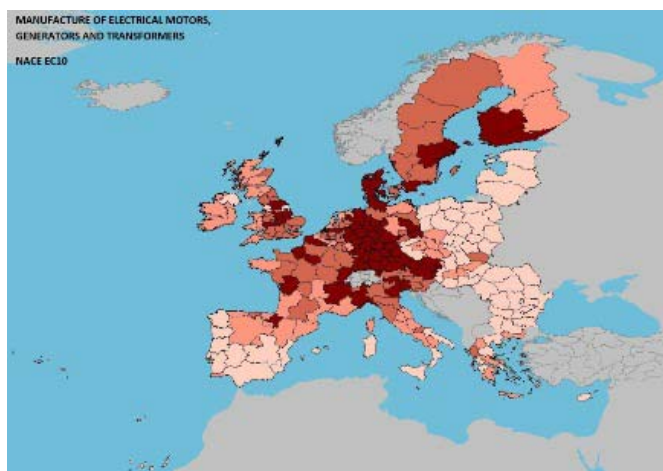 MANUFACTURE OF ELECTRICAL MOTORS,
GENERATORS AND TRANSFORMERS
NACE EC10